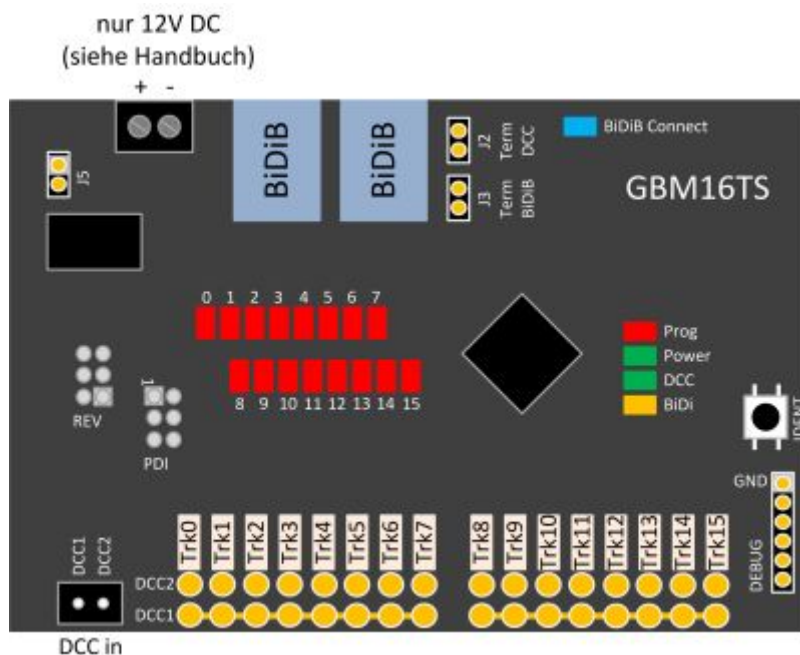 nur 12V DC
(siehe Handbuch)
+ -
BiDiB
BiDiB
J5
J2
Term
DCC
J3
Term
BiDiB
BiDiB Connect
GBM16TS
0 1 2 3 4 5 6 7
8 9 10 11 12 13 14 15
Prog
Power
DCC
BiDi
REV
1
PDI
IDENT
GND
DEBUG
DCC1
DCC2
DCC in
Trk0 Trk1 Trk2 Trk3 Trk4 Trk5 Trk6 Trk7 Trk8 Trk9 Trk10 Trk11 Trk12 Trk13 Trk14 Trk15
DCC2
DCC1